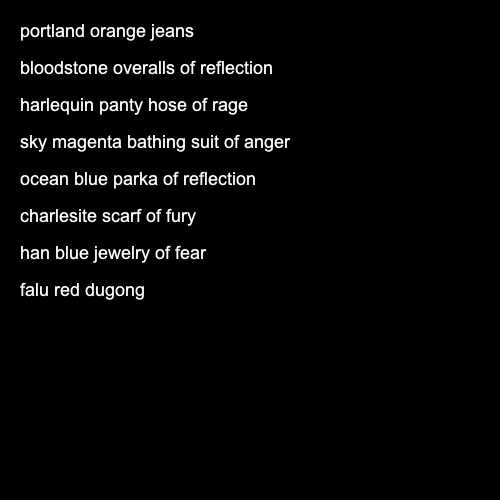 portland orange jeans
bloodstone overalls of reflection
harlequin panty hose of rage
sky magenta bathing suit of anger
ocean blue parka of reflection
charlesite scarf of fury
han blue jewelry of fear
falu red dugong